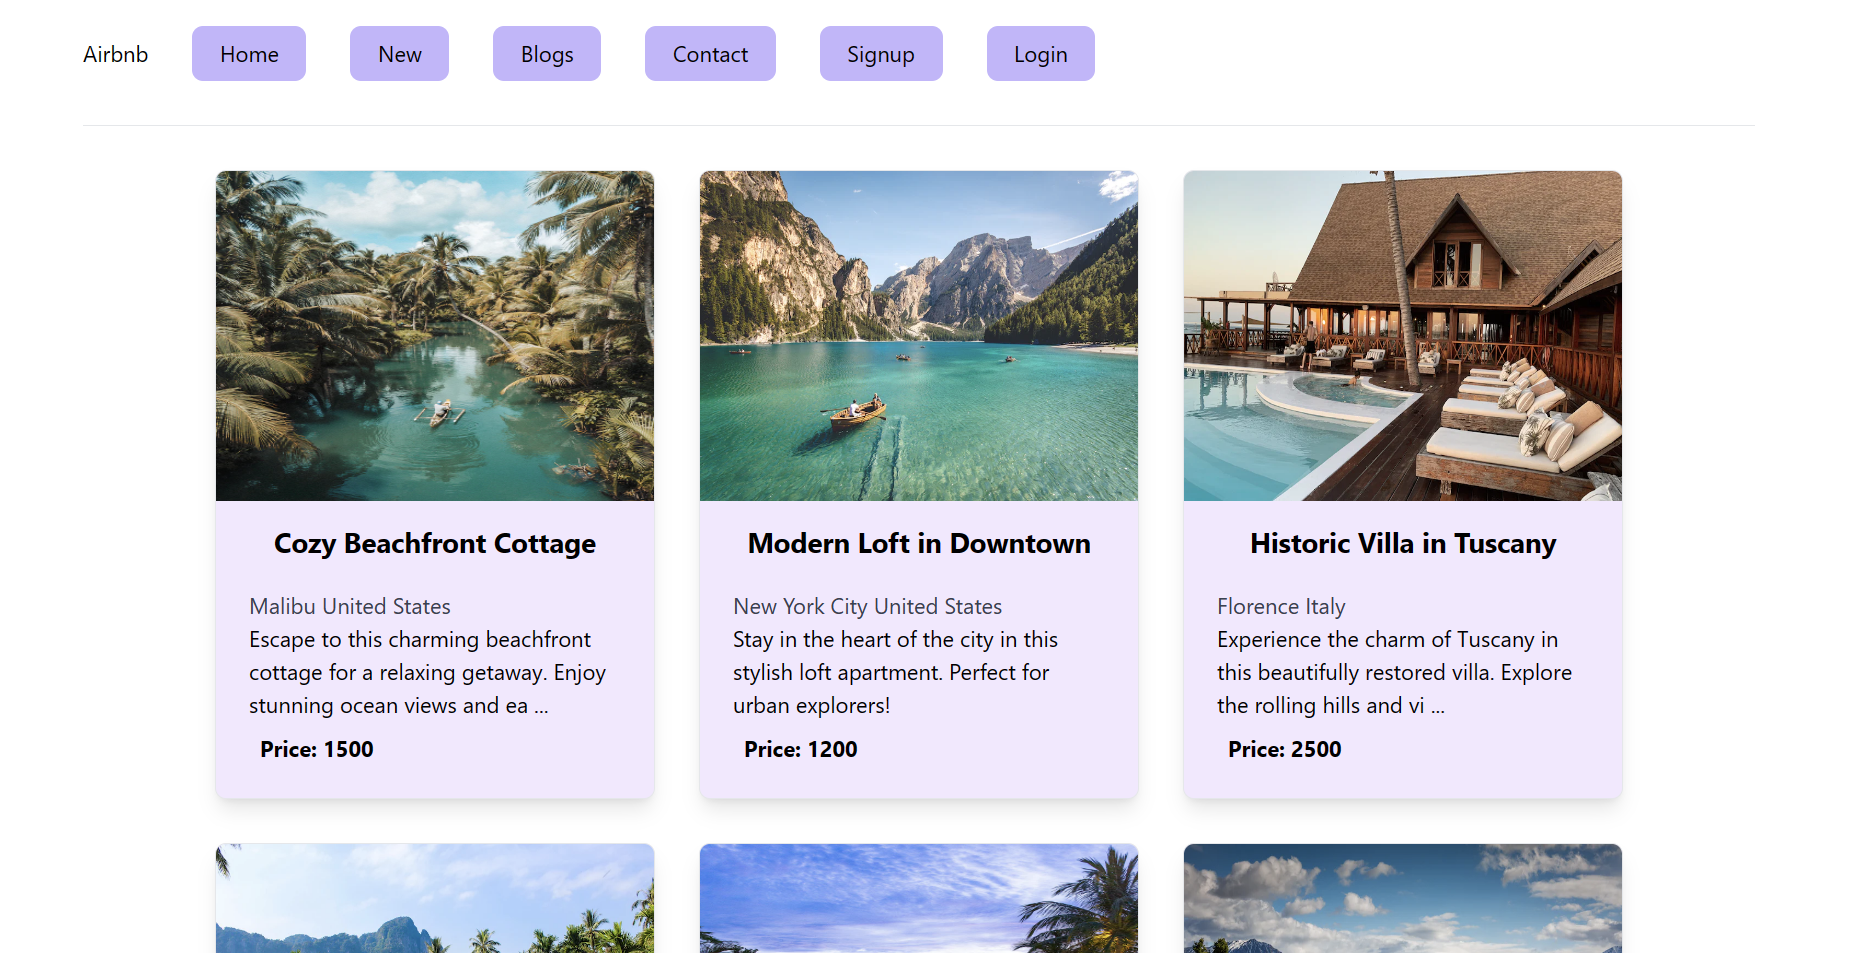 Airbnb Home New Blogs Contact Signup Login
Cozy Beachfront Cottage
Malibu United States
Escape to this charming beachfront
cottage for a relaxing getaway. Enjoy
stunning ocean views and ea ...
Price: 1500
Modern Loft in Downtown
New York City United States
Stay in the heart of the city in this
stylish loft apartment. Perfect for
urban explorers!
Price: 1200
Historic Villa in Tuscany
Florence Italy
Experience the charm of Tuscany in
this beautifully restored villa. Explore
the rolling hills and vi ...
Price: 2500